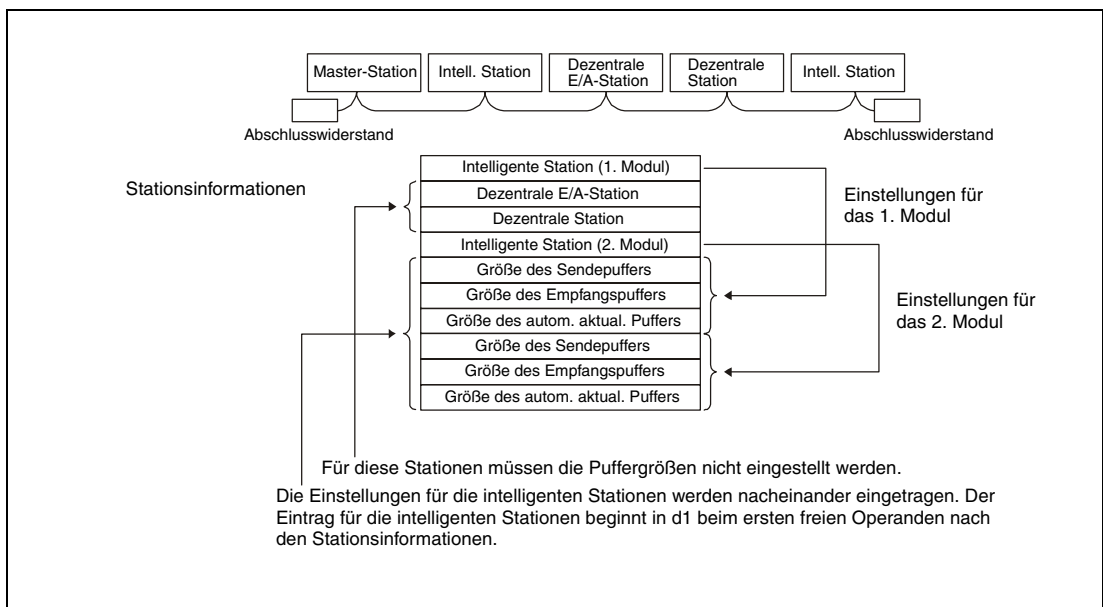 Master-Station
Intell. Station
Dezentrale
E/A-Station
Dezentrale
Station
Intell. Station
Abschlusswiderstand
Abschlusswiderstand
Stationsinformationen
Intelligente Station (1. Modul)
Dezentrale E/A-Station
Dezentrale Station
Intelligente Station (2. Modul)
Größe des Sendepuffers
Größe des Empfangspuffers
Größe des autom. aktual. Puffers
Größe des Sendepuffers
Größe des Empfangspuffers
Größe des autom. aktual. Puffers
Einstellungen für
das 1. Modul
Einstellungen für
das 2. Modul
Für diese Stationen müssen die Puffergrößen nicht eingestellt werden.
Die Einstellungen für die intelligenten Stationen werden nacheinander eingetragen. Der
Eintrag für die intelligenten Stationen beginnt in d1 beim ersten freien Operanden nach
den Stationsinformationen.